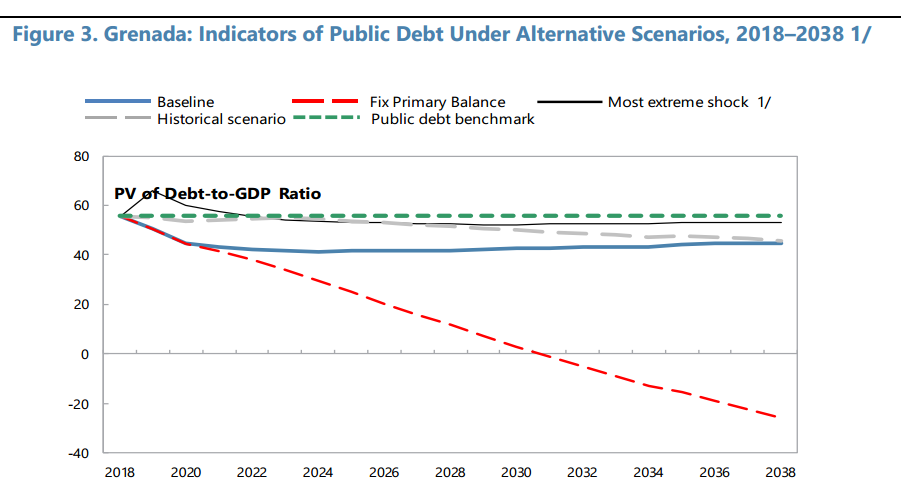 Figure 3. Grenada: Indicators of Public Debt Under Alternative Scenarios, 2018–2038 1/
Baseline Fix Primary Balance Most extreme shock 1/
Historical scenario Public debt benchmark
80
PV of Debt-to-GDP Ratio
60
40
20
0
-20
-40
2018 2020 2022 2024 2026 2028 2030 2032 2034 2036 2038